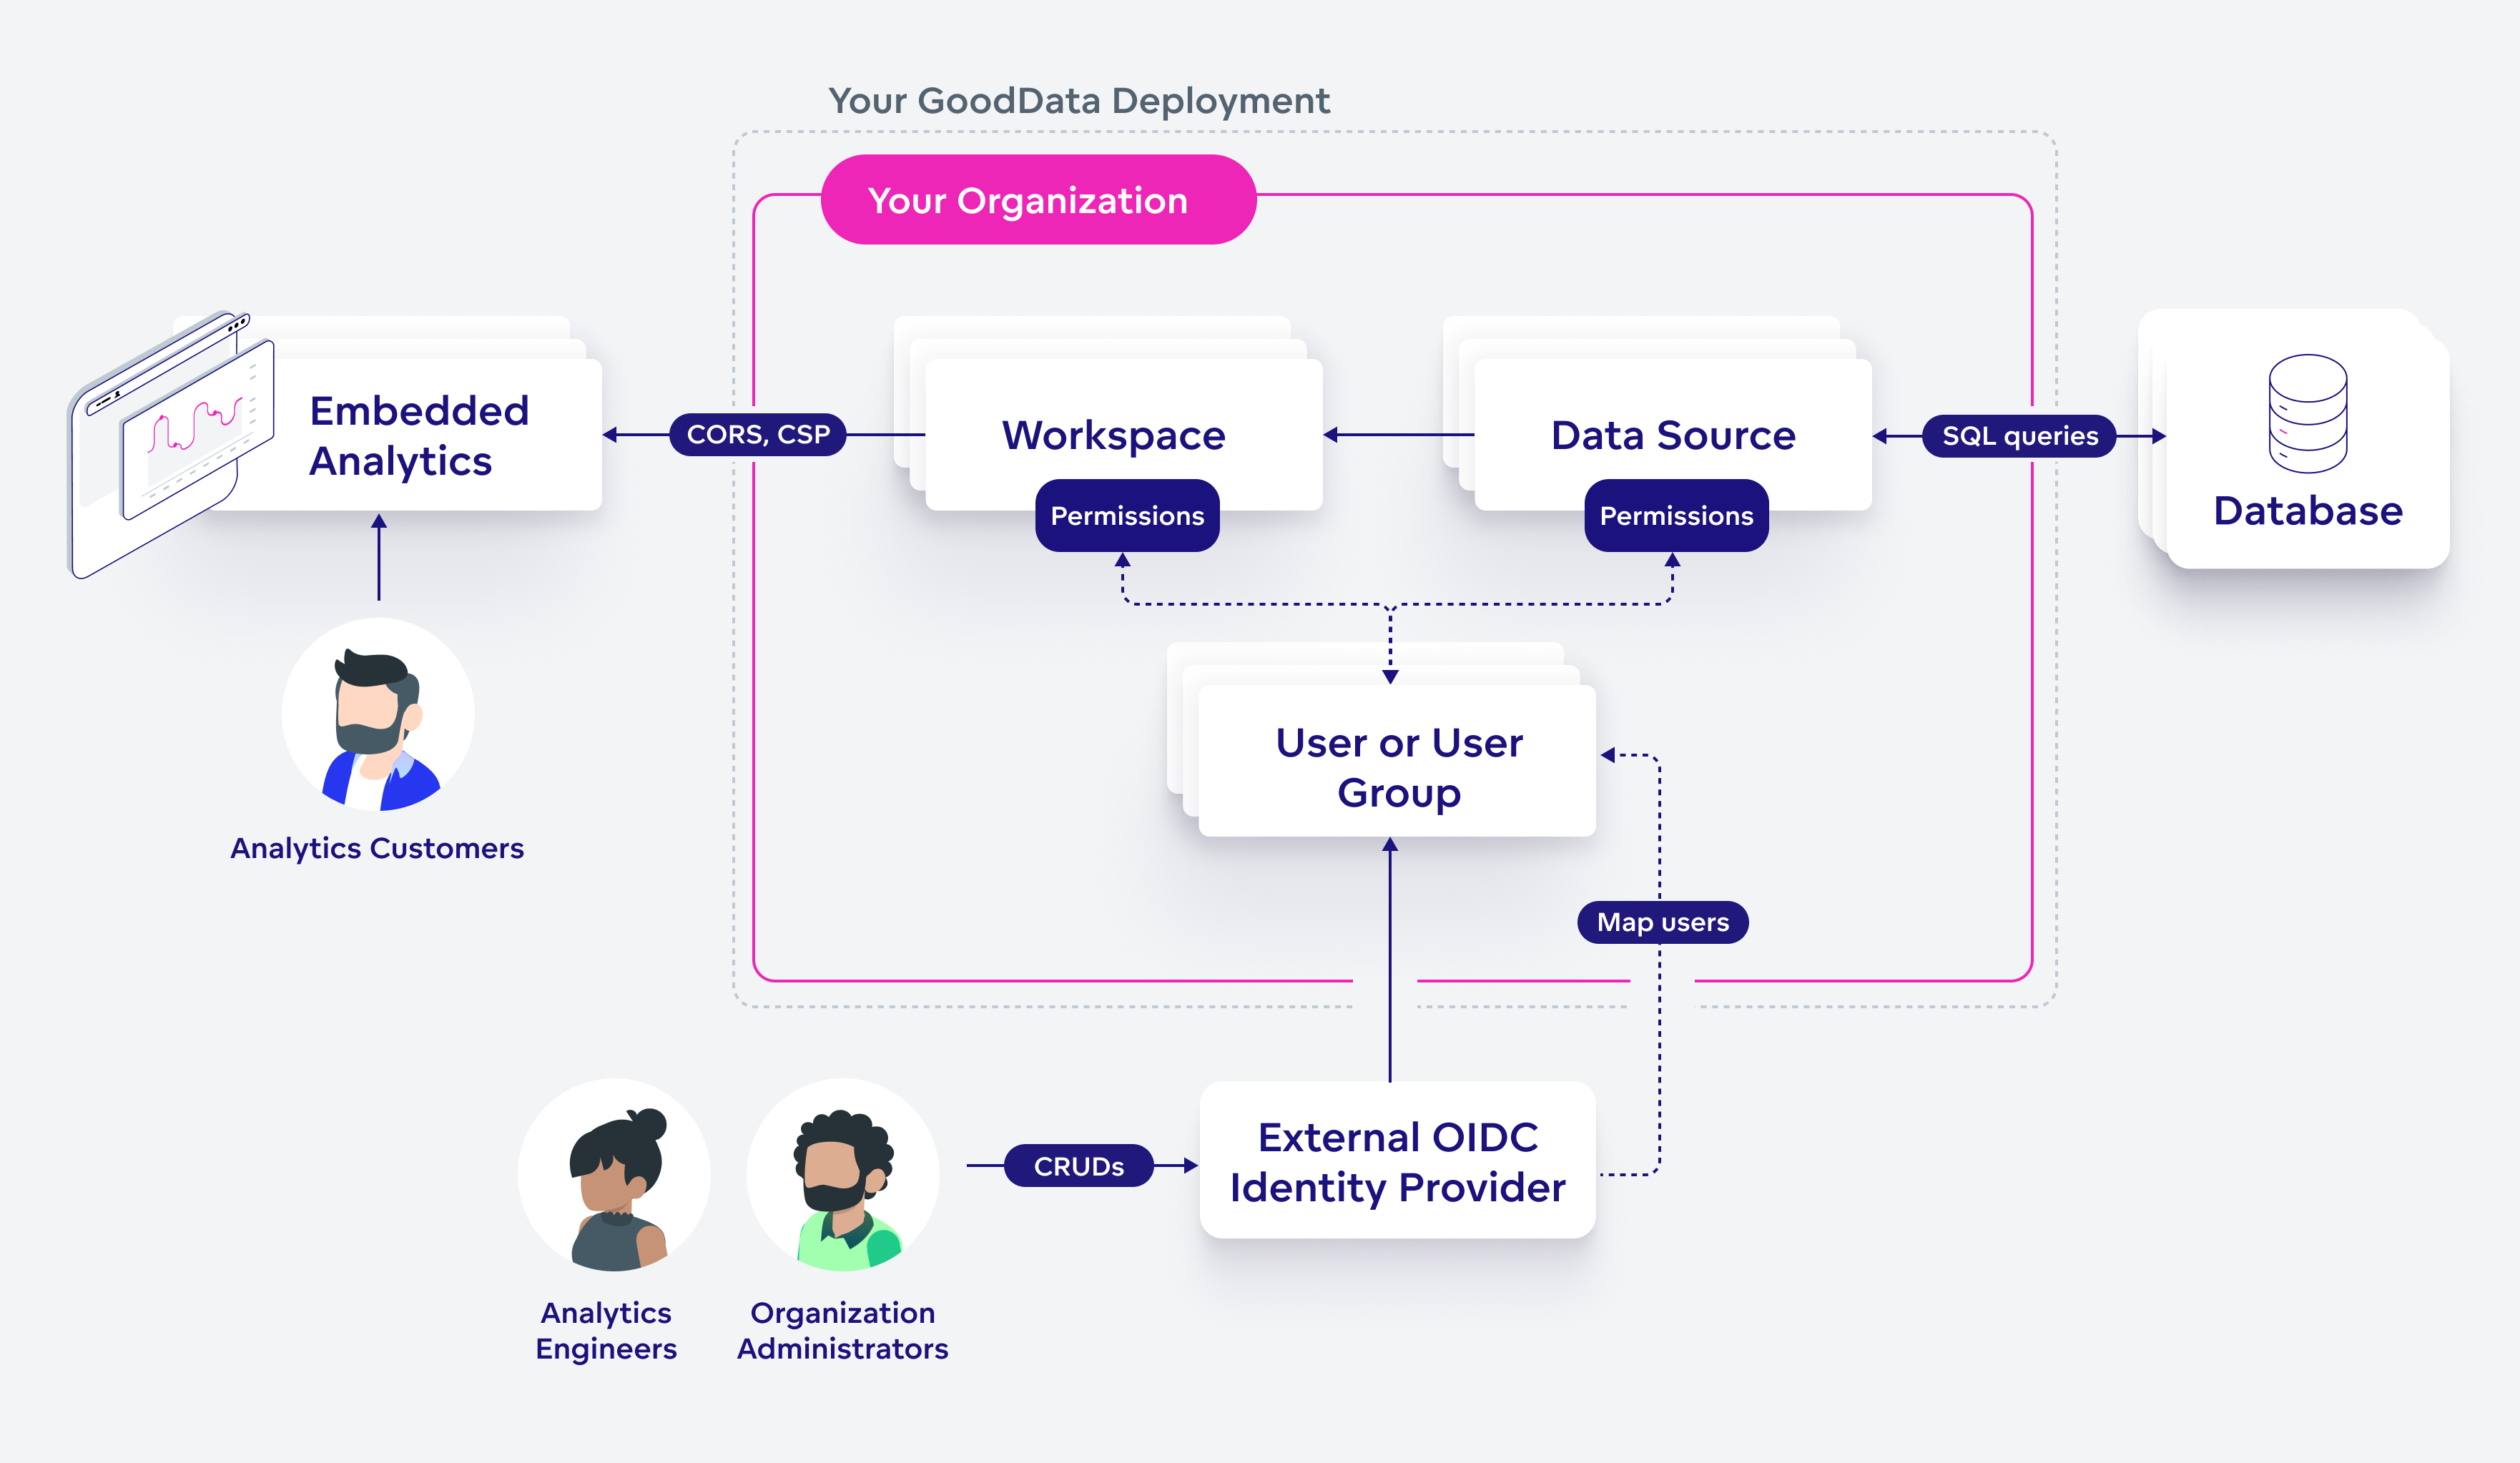 Your GoodData Deployment
Your Organization
Embedded
Analytics
CORS, CSP
Workspace
Permissions
Data Source
Permissions
SQL queries
Database
Analytics Customers
User or User
Group
Map users
Analytics
Engineers
Organization
Administrators
CRUDs
External OIDC
Identity Provider